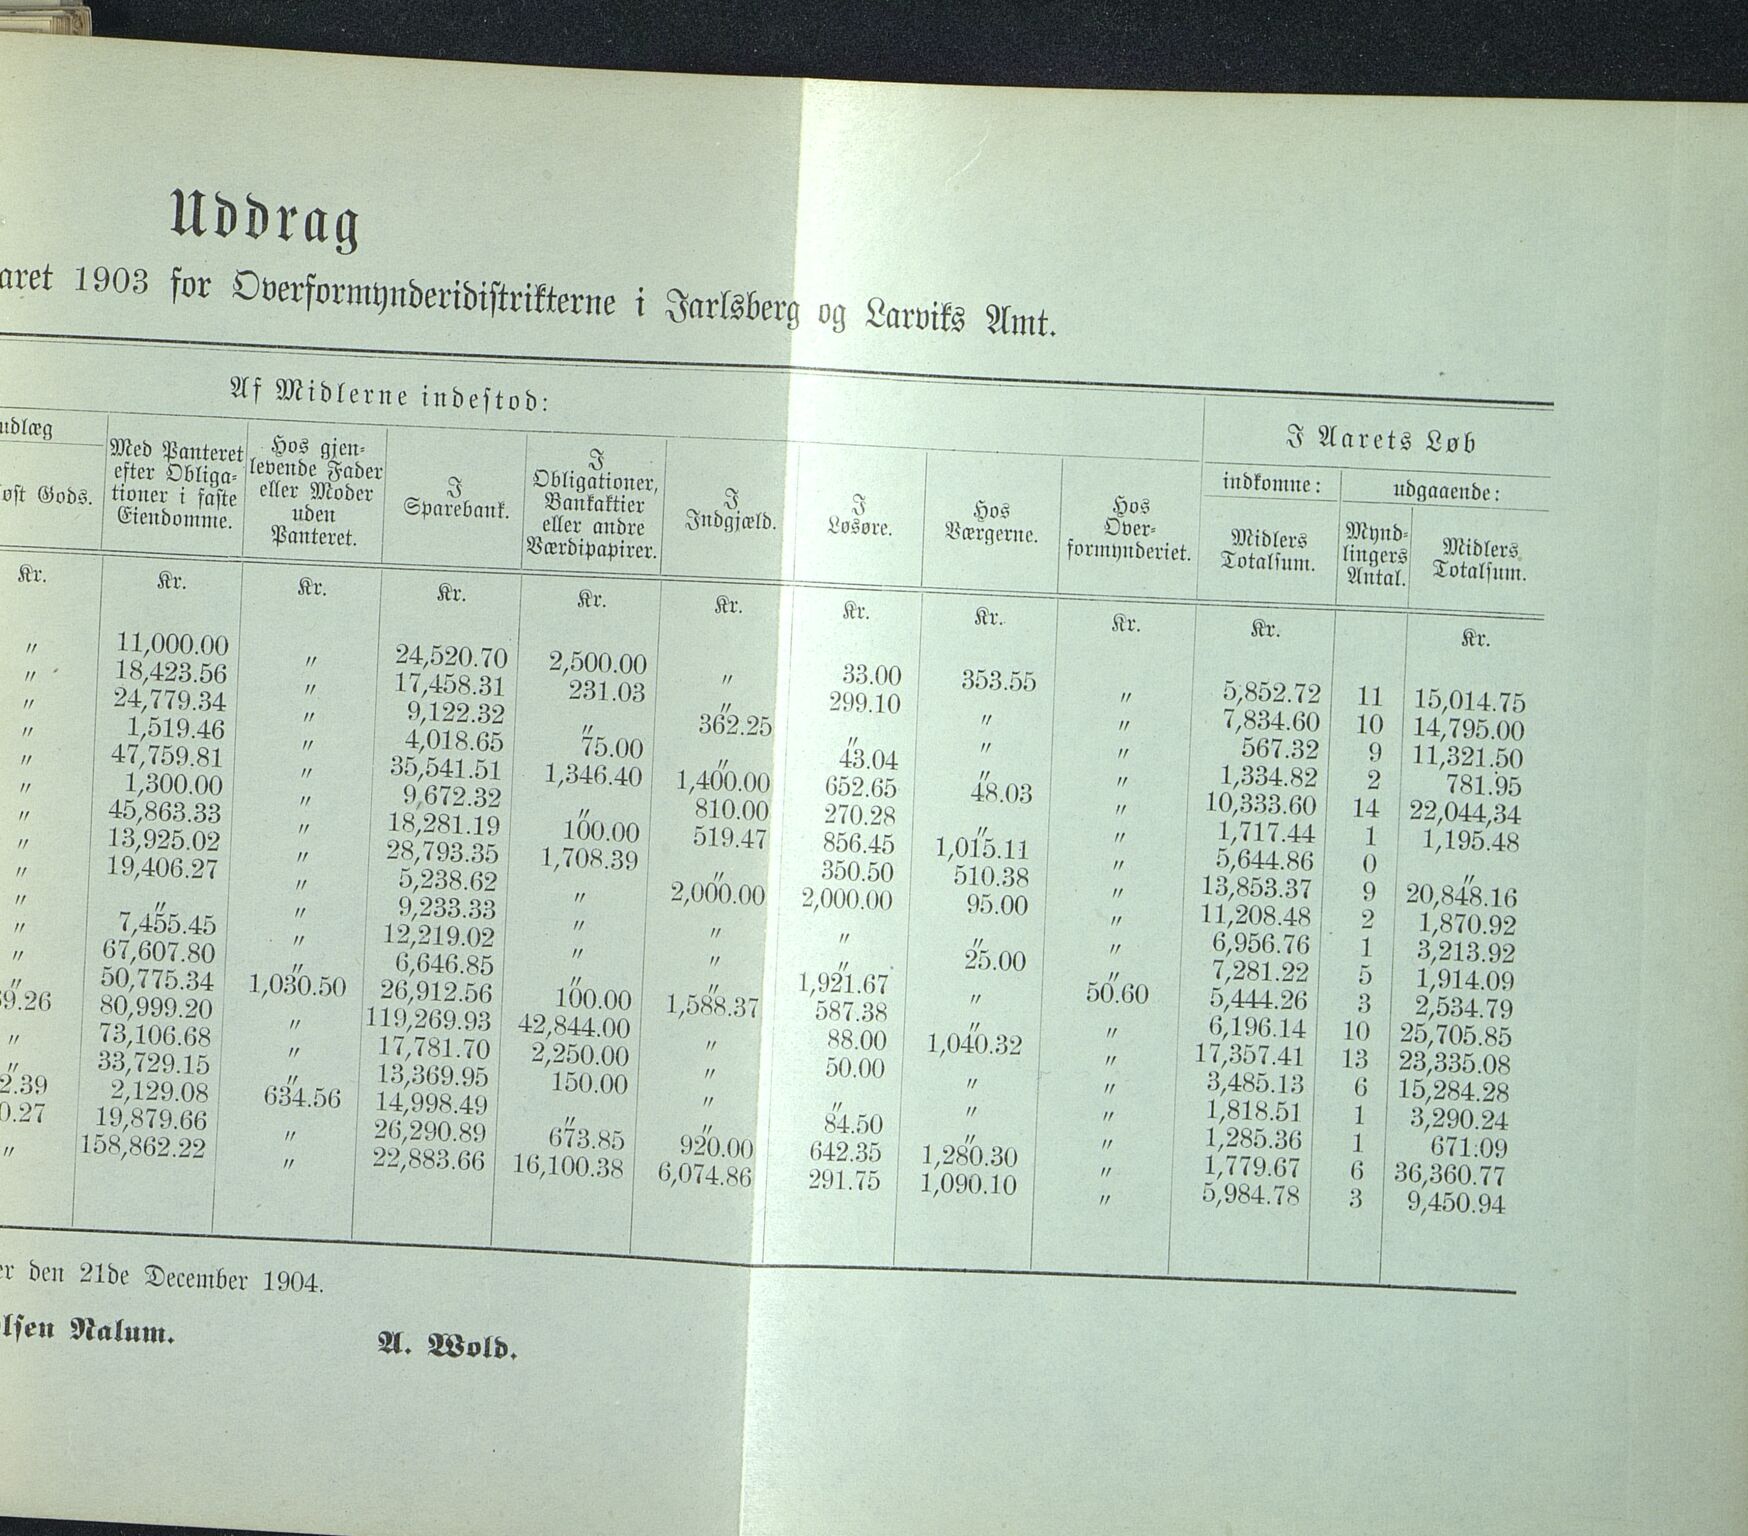 Uddrag
aret 1903 for Overformynderidistrikterne i Jarlsberg og Larviks Amt.
Af Midlerne indestod:
I Aarets Løb
udlæg
indkomne: udgaaende:
øst Gods.
Med Panteret
efter Obliga-
tioner i faste
Eiendomme.
Hos gjen-
levende Fader
eller Moder
uden
Panteret.
I
Sparebank.
I
Obligationer,
Bankaktier
eller andre
Værdipapirer.
I
Indgjæld.
I
Løsøre.
Hos
Værgerne.
Hos
Over-
formynderiet.
Midlers
Totalsum.
Mynd-
lingers
Antal.
Midlers
Totalsum.
Kr. Kr. Kr. Kr. Kr. Kr. Kr. Kr. Kr. Kr. Kr.
" 11,000.00 " 24,520.70 2,500.00 " 33.00 353.55 " 5,852.72 11 15,014.75
" 18,423.56 " 17,458.31 231.03 " 299.10 " " 7,834.60 10 14,795.00
" 24,779.34 " 9,122.32 " 362.25 " " " 567.32 9 11,321.50
" 1,519.46 " 4,018.65 75.00 " 43.04 " " 1,334.82 2 781.95
" 47,759.81 " 35,541.51 1,346.40 1,400.00 652.65 48.03 " 10,333.60 14 22,044,34
" 1,300.00 " 9,672.32 " 810.00 270.28 " " 1,717.44 1 1,195.48
" 45,863.33 " 18,281.19 100.00 519.47 856.45 1,015.11 " 5,644.86 0 "
" 13,925.02 " 28,793.35 1,708.39 " 350.50 510.38 " 13,853.37 9 20,848.16
" 19,406.27 " 5,238.62 " 2,000.00 2,000.00 95.00 " 11,208.48 2 1,870.92
" " " 9,233.33 " " " " " 6,956.76 1 3,213.92
" 7,455.45 " 12,219.02 " " " 25.00 " 7,281.22 5 1,914.09
" 67,607.80 " 6,646.85 " " 1,921.67 " 50.60 5,444.26 3 2,534.79
" 50,775.34 1,030.50 26,912.56 100.00 1,588.37 587.38 " " 6,196.14 10 25,705.85
9.26 80,999.20 " 119,269.93 42,844.00 " 88.00 1,040.32 " 17,357.41 13 23,335.08
" 73,106.68 " 17,781.70 2,250.00 " 50.00 " " 3,485.13 6 15,284.28
" 33,729.15 " 13,369.95 150.00 " " " " 1,818.51 1 3,290.24
2.39 2,129.08 634.56 14,998.49 " " 84.50 " " 1,285.36 1 671:09
0.27 19,879.66 " 26,290.89 673.85 920.00 642.35 1,280.30 " 1,779.67 6 36,360.77
" 158,862.22 " 22,883.66 16,100.38 6,074.86 291.75 1,090.10 " 5,984.78 3 9,450.94
er den 21de December 1904.
lsen Nalum. A. Wold.